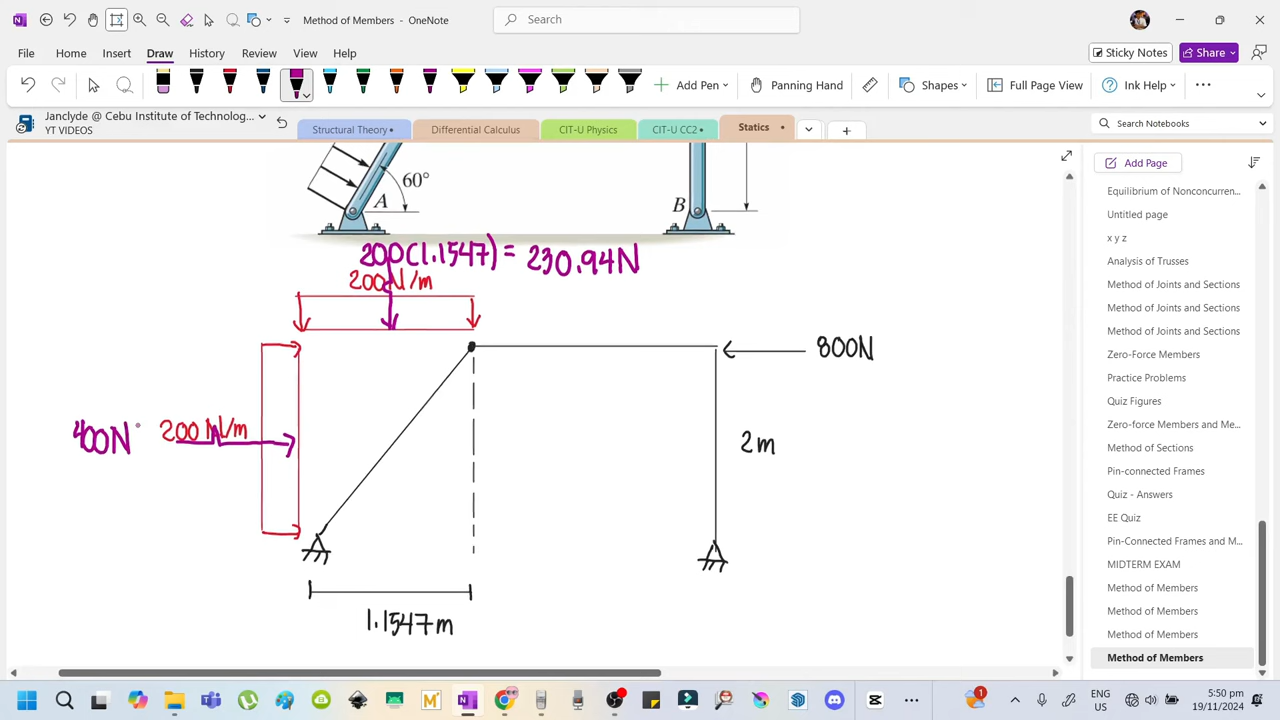 Method of Members - OneNote
Search
File Home Insert Draw History Review View Help
Sticky Notes
Share
Add Pen
Panning Hand
Shapes
Full Page View
Ink Help
Janclyde @ Cebu Institute of Technolog...
YT VIDEOS
Structural Theory
Differential Calculus
CIT-U Physics
CIT-U CC2
Statics
Search Notebooks
Add Page
Equilibrium of Nonconcurren...
Untitled page
x y z
Analysis of Trusses
Method of Joints and Sections
Method of Joints and Sections
Method of Joints and Sections
Zero-Force Members
Practice Problems
Quiz Figures
Zero-force Members and Me...
Method of Sections
Pin-connected Frames
Quiz - Answers
EE Quiz
Pin-Connected Frames and M...
MIDTERM EXAM
Method of Members
Method of Members
Method of Members
Method of Members
60°
A
B
200(1.1547) = 230.94N
200N/m
800N
400N
200 N/m
2m
1.1547m
1
ENG
US
5:50 pm
19/11/2024